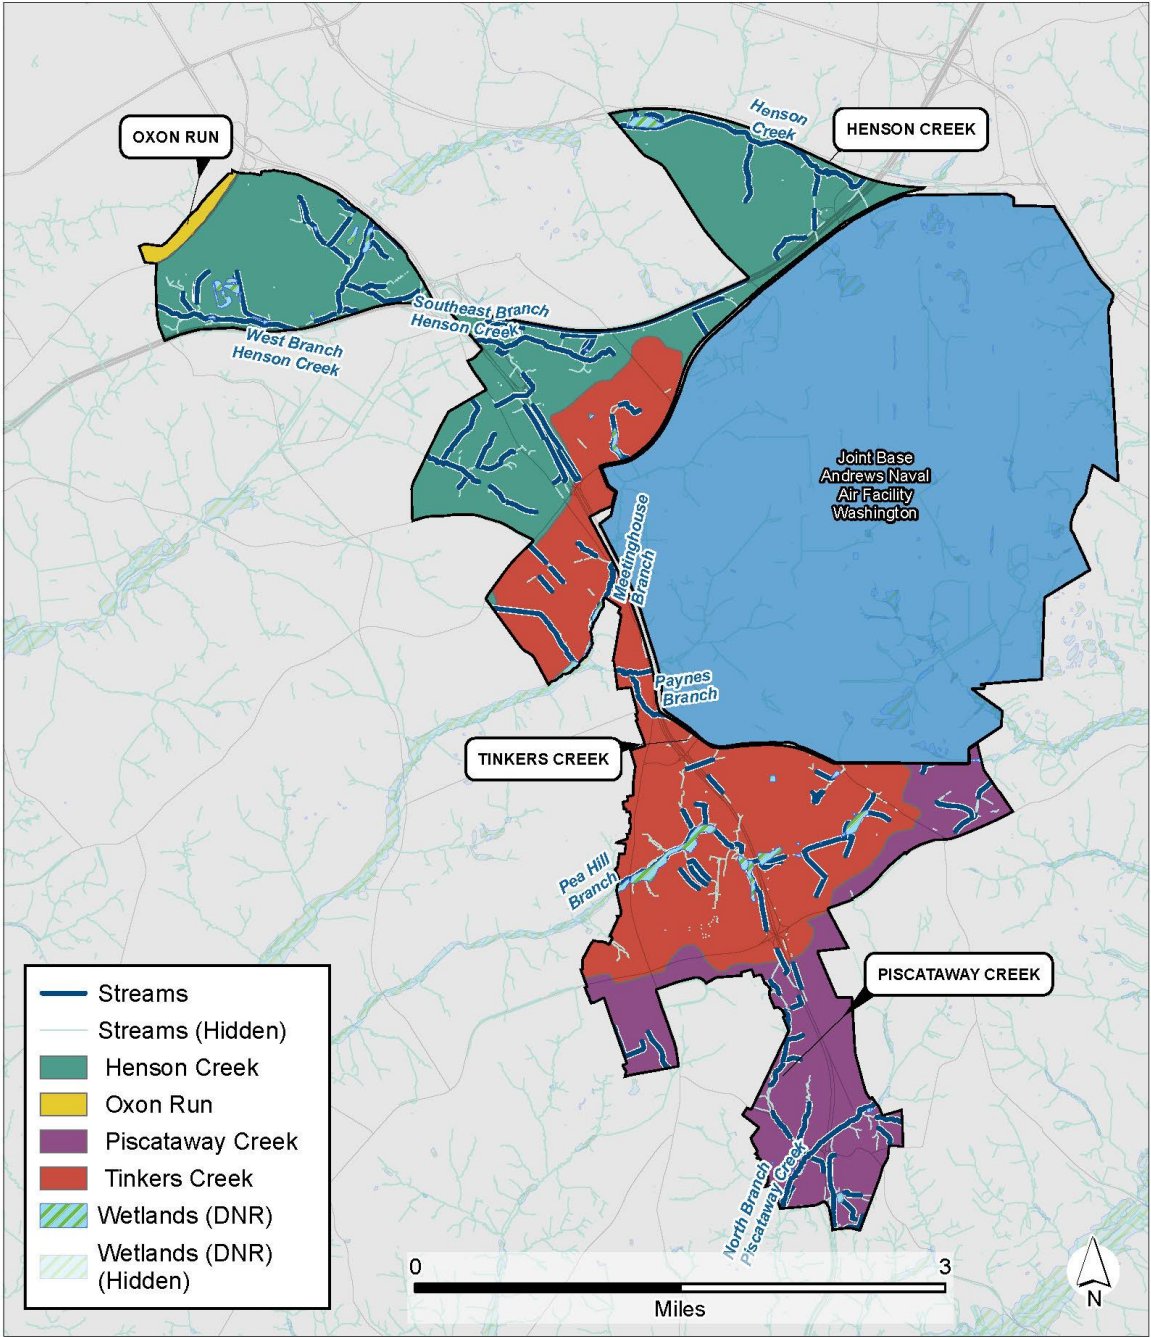 Henson
Creek
HENSON CREEK
OXON RUN
Southeast Branch
Henson Creek
West Branch
Henson Creek
Joint Base
Andrews Naval
Air Facility
Washington
Meetinghouse
Branch
Paynes
Branch
TINKERS CREEK
Pea Hill
Branch
PISCATAWAY CREEK
North Branch
Piscataway Creek
Streams
Streams (Hidden)
Henson Creek
Oxon Run
Piscataway Creek
Tinkers Creek
Wetlands (DNR)
Wetlands (DNR)
(Hidden)
0 3
Miles
N